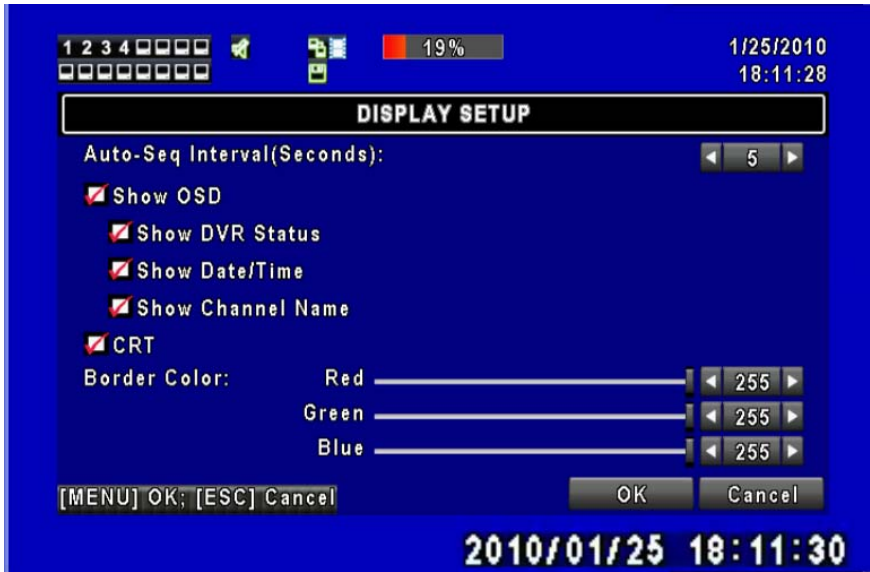 1 2 3 4
19%
1/25/2010
18:11:28
DISPLAY SETUP
Auto-Seq Interval(Seconds): 5
Show OSD
Show DVR Status
Show Date/Time
Show Channel Name
CRT
Border Color: Red 255
Green 255
Blue 255
[MENU] OK; [ESC] Cancel OK Cancel
2010/01/25 18:11:30